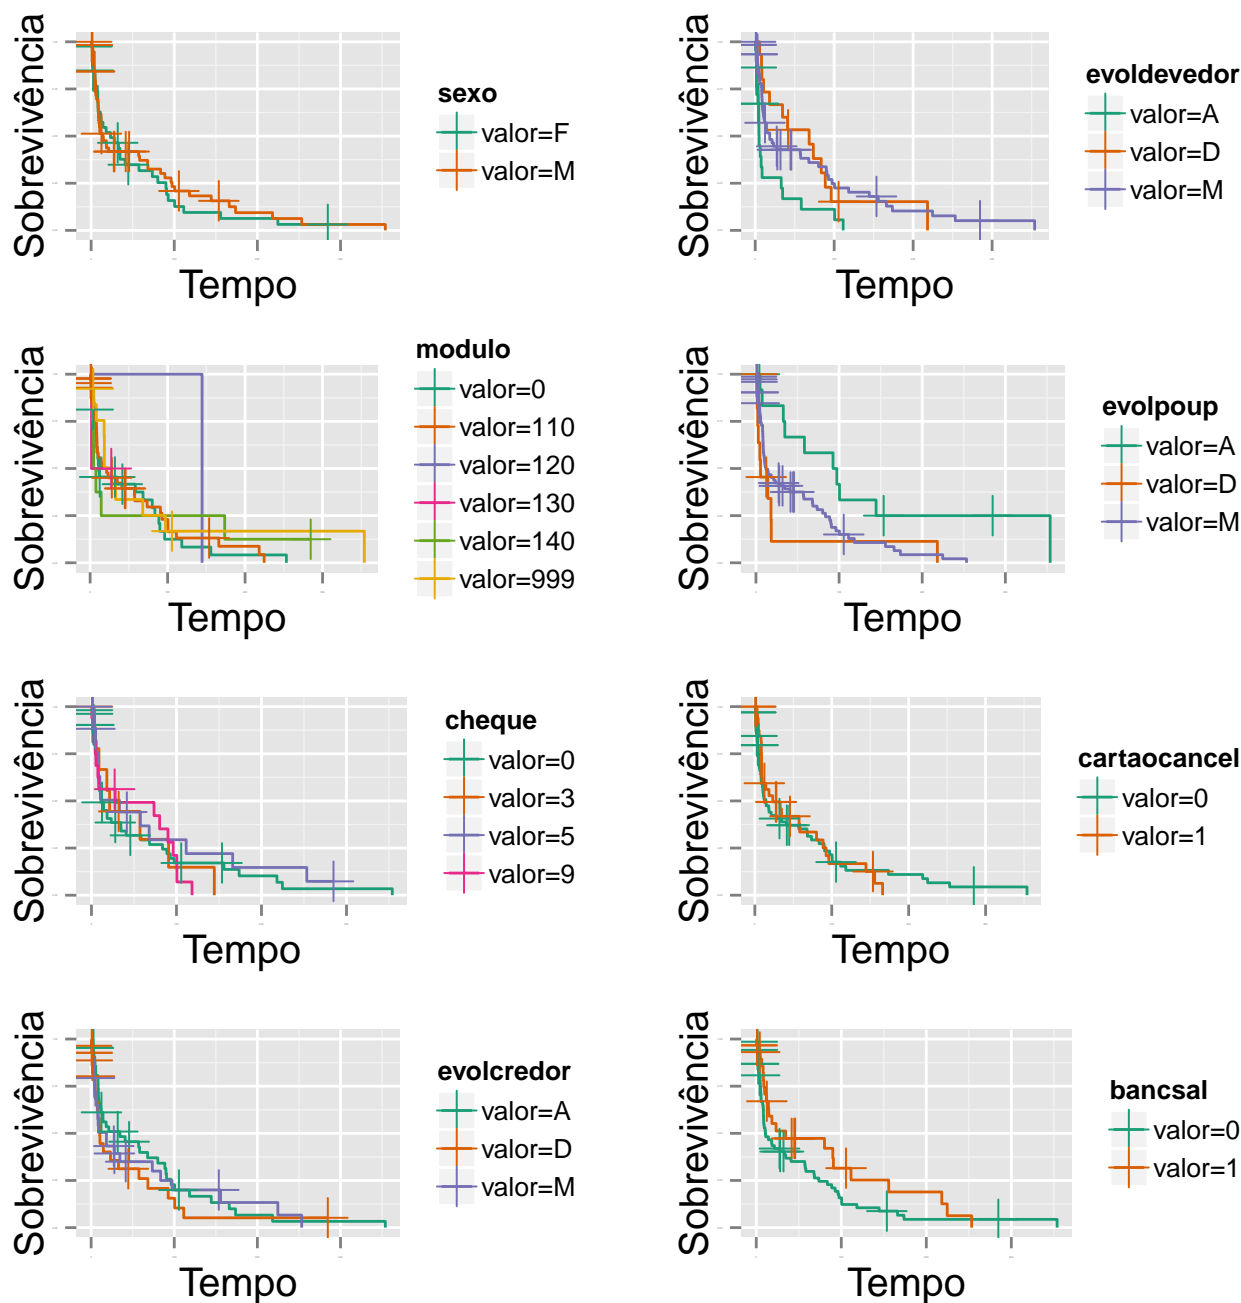 Sobrevivência
Tempo
sexo
valor=F
valor=M
Sobrevivência
Tempo
evoldevedor
valor=A
valor=D
valor=M
Sobrevivência
Tempo
modulo
valor=0
valor=110
valor=120
valor=130
valor=140
valor=999
Sobrevivência
Tempo
evolpoup
valor=A
valor=D
valor=M
Sobrevivência
Tempo
cheque
valor=0
valor=3
valor=5
valor=9
Sobrevivência
Tempo
cartaocancel
valor=0
valor=1
Sobrevivência
Tempo
evolcredor
valor=A
valor=D
valor=M
Sobrevivência
Tempo
bancsal
valor=0
valor=1